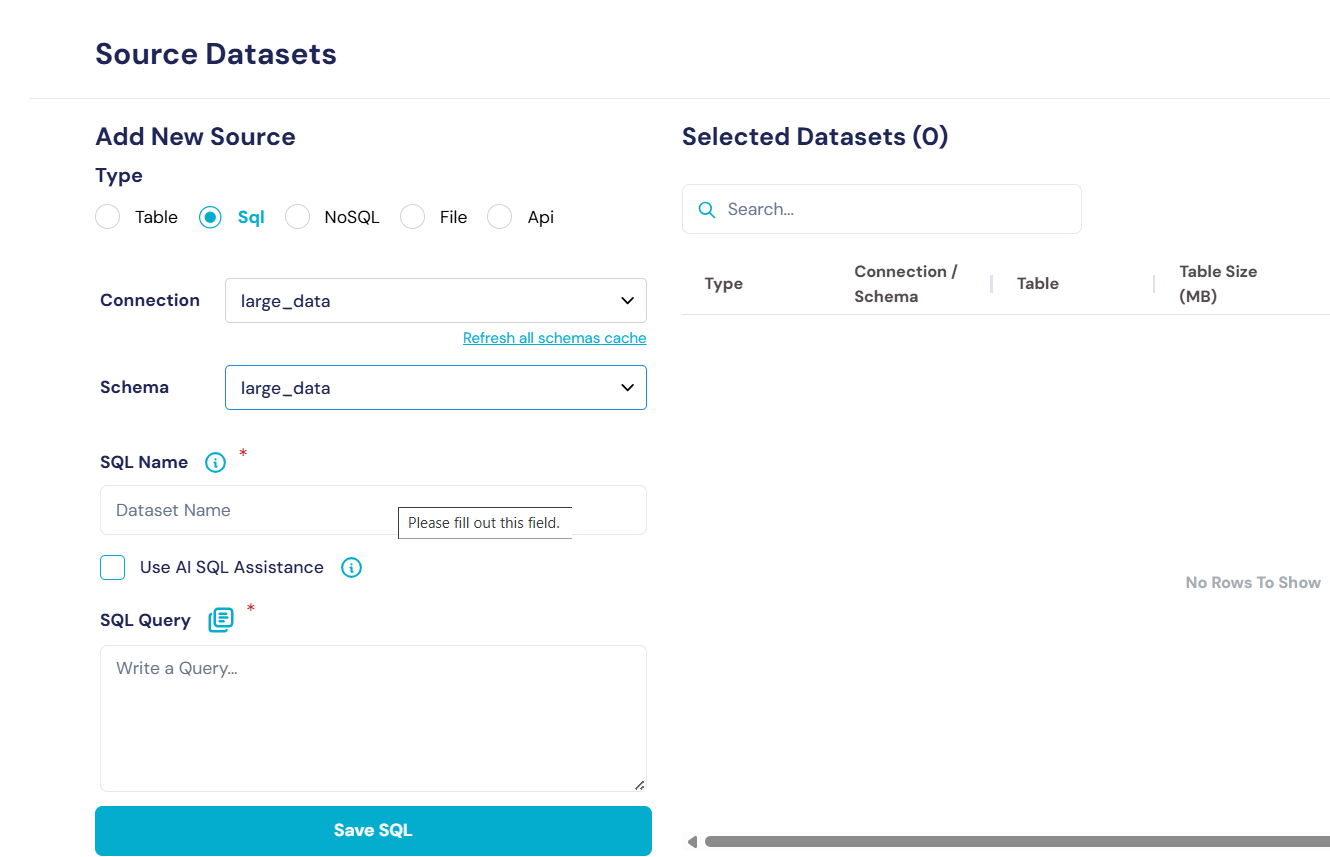 Source Datasets
Add New Source
Type
Table Sql NoSQL File Api
Connection large_data
Refresh all schemas cache
Schema large_data
SQL Name *
Dataset Name
Please fill out this field.
Use AI SQL Assistance
SQL Query *
Write a Query...
Save SQL
Selected Datasets (0)
Search...
Type Connection / Schema Table Table Size (MB)
No Rows To Show